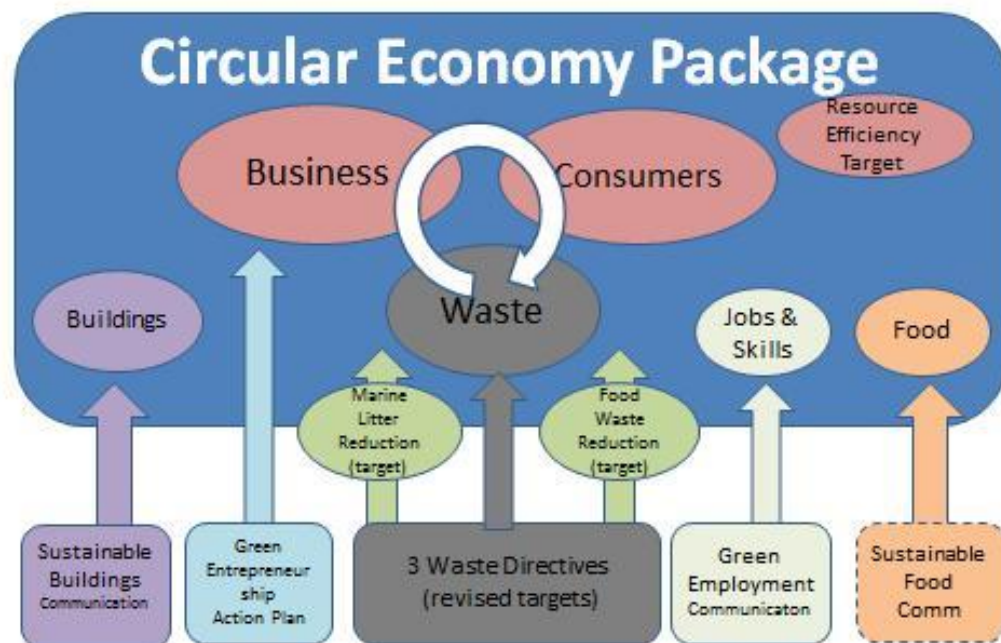 Circular Economy Package
Resource
Efficiency
Target
Business
Consumers
Waste
Buildings
Jobs &
Skills
Food
Marine
Litter
Reduction
(target)
Food
Waste
Reduction
(target)
Sustainable
Buildings
Communication
Green
Entrepreneur
ship
Action Plan
3 Waste Directives
(revised targets)
Green
Employment
Communicaton
Sustainable
Food
Comm